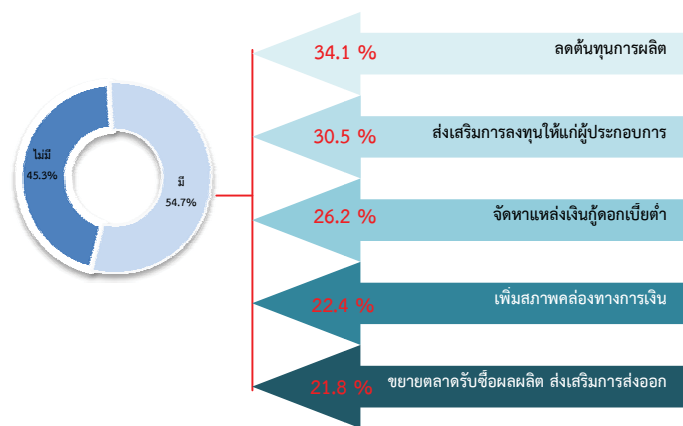 ไม่มี
45.3%
มี
54.7%
34.1 % ลดต้นทุนการผลิต
30.5 % ส่งเสริมการลงทุนให้แก่ผู้ประกอบการ
26.2 % จัดหาแหล่งเงินกู้ดอกเบี้ยต่ำ
22.4 % เพิ่มสภาพคล่องทางการเงิน
21.8 % ขยายตลาดรับซื้อผลผลิต ส่งเสริมการส่งออก